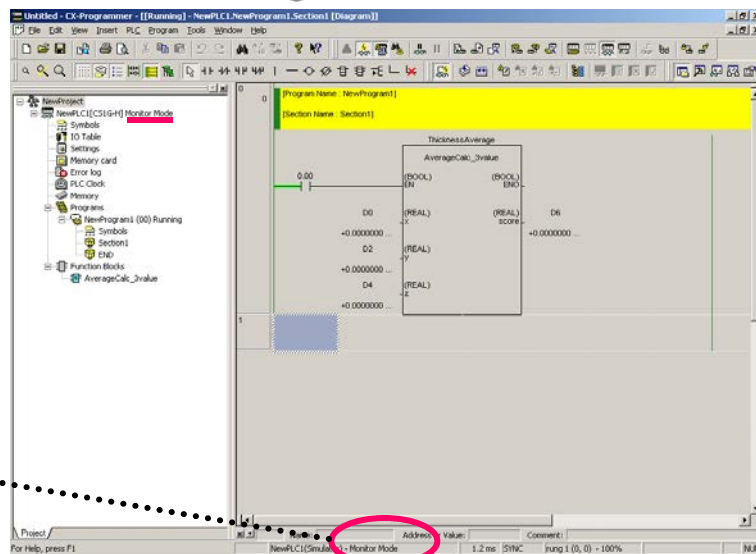 Untitled - CX-Programmer - [[Running] - NewPLC1.NewProgram1.Section1 [Diagram]]
File Edit View Insert PLC Program Tools Window Help
NewProject
NewPLC1[CS1G-H] Monitor Mode
Symbols
IO Table
Settings
Memory card
Error log
PLC Clock
Memory
Programs
NewProgram1 (00) Running
Symbols
Section1
END
Function Blocks
AverageCalc_3value
Project
0
0
[Program Name : NewProgram1]
[Section Name : Section1]
ThicknessAverage
AverageCalc_3value
0.00
(BOOL) (BOOL)
EN ENO
D0 (REAL) (REAL) D6
x score
+0.0000000 ... +0.0000000 ...
D2 (REAL)
y
+0.0000000 ...
D4 (REAL)
z
+0.0000000 ...
1
Address or Value: Comment:
For Help, press F1 - Monitor Mode 1.2 ms SYNC rung 1 (0, 0) - 100%